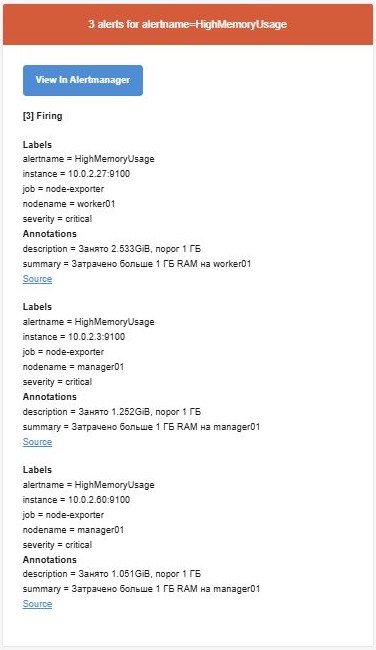 3 alerts for alertname=HighMemoryUsage
View In Alertmanager
[3] Firing
Labels
alertname = HighMemoryUsage
instance = 10.0.2.27:9100
job = node-exporter
nodename = worker01
severity = critical
Annotations
description = Занято 2.533GiB, порог 1 ГБ
summary = Затрачено больше 1 ГБ RAM на worker01
Source
Labels
alertname = HighMemoryUsage
instance = 10.0.2.3:9100
job = node-exporter
nodename = manager01
severity = critical
Annotations
description = Занято 1.252GiB, порог 1 ГБ
summary = Затрачено больше 1 ГБ RAM на manager01
Source
Labels
alertname = HighMemoryUsage
instance = 10.0.2.60:9100
job = node-exporter
nodename = manager01
severity = critical
Annotations
description = Занято 1.051GiB, порог 1 ГБ
summary = Затрачено больше 1 ГБ RAM на manager01
Source